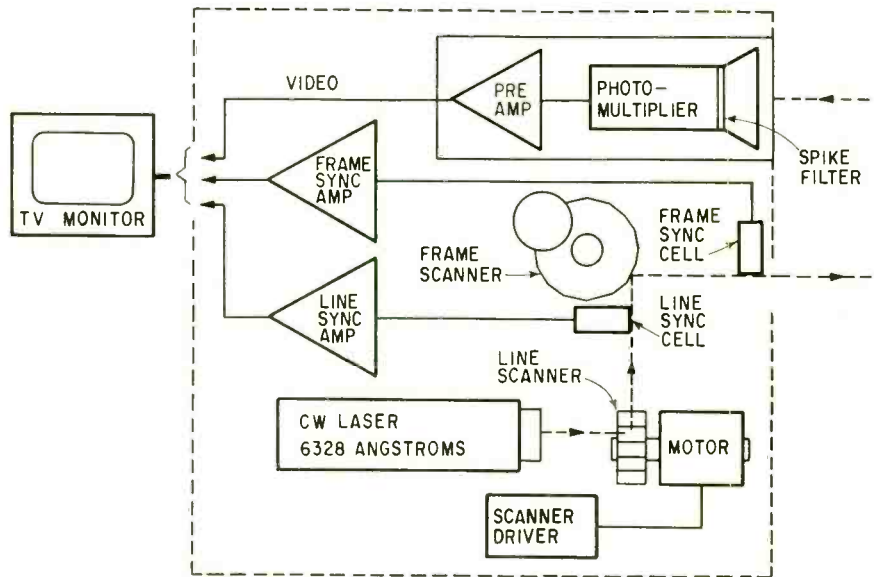 VIDEO
PRE
AMP
PHOTO-
MULTIPLIER
SPIKE
FILTER
TV MONITOR
FRAME
SYNC
AMP
FRAME
SCANNER
FRAME
SYNC
CELL
LINE
SYNC
AMP
LINE
SYNC
CELL
LINE
SCANNER
CW LASER
6328 ANGSTROMS
MOTOR
SCANNER
DRIVER